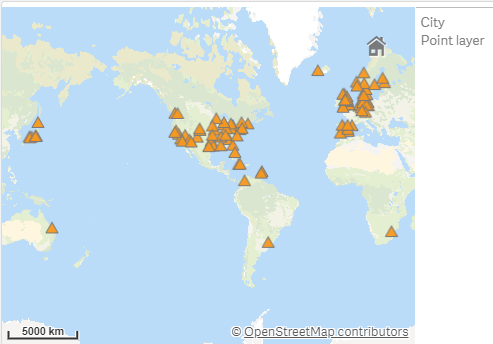 City
Point layer
5000 km
© OpenStreetMap contributors